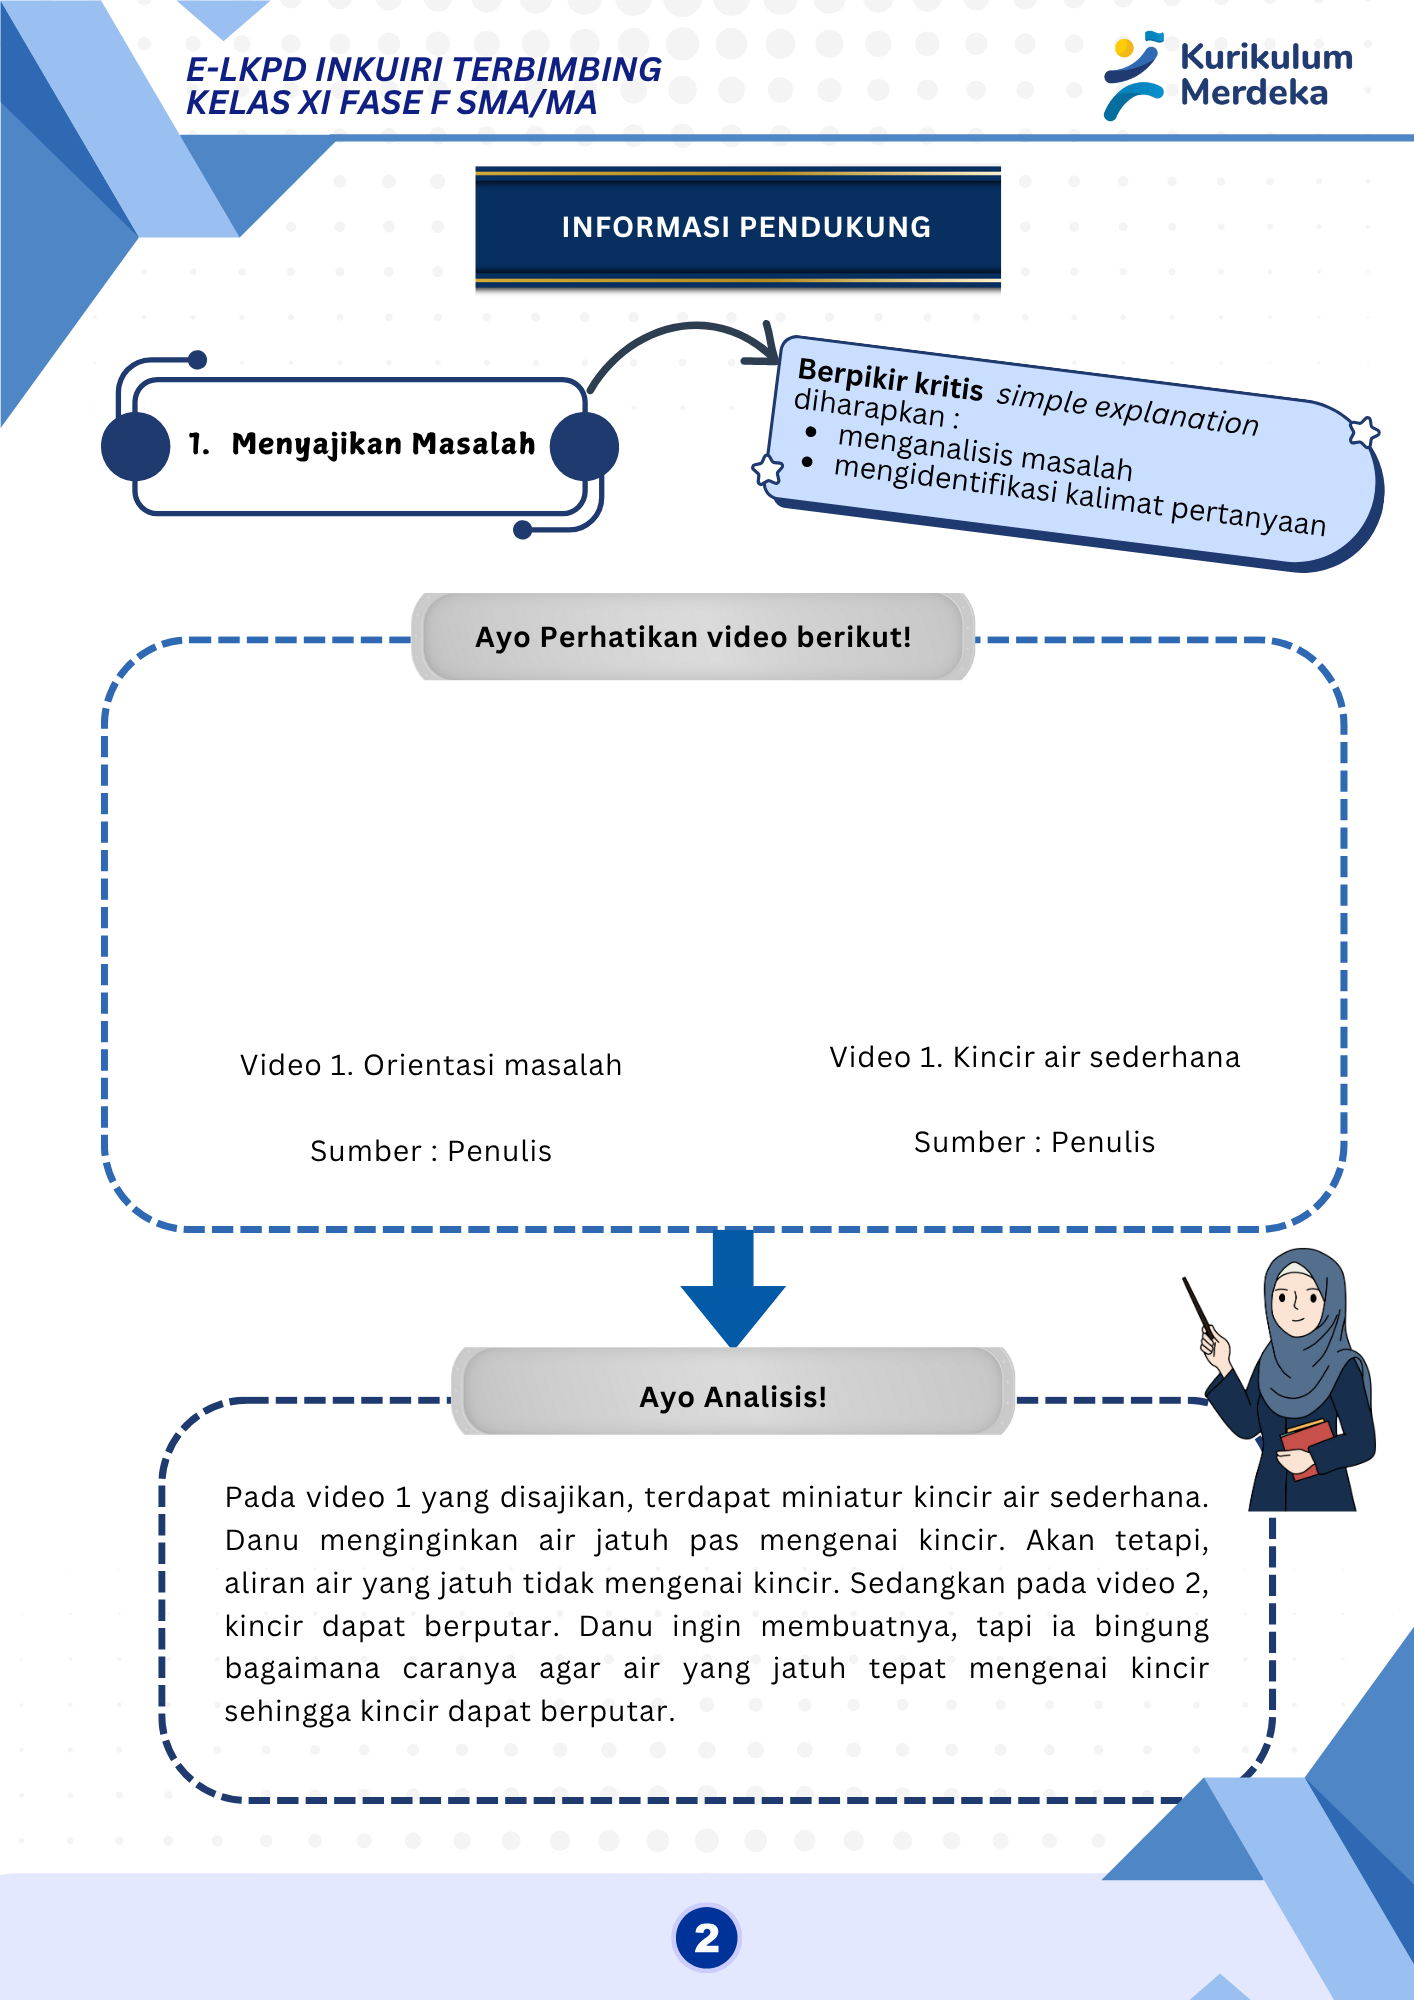 E-LKPD INKUIRI TERBIMBING
KELAS XI FASE F SMA/MA
Kurikulum
Merdeka
INFORMASI PENDUKUNG
1. Menyajikan Masalah
Berpikir kritis simple explanation
diharapkan :
• menganalisis masalah
• mengidentifikasi kalimat pertanyaan
Ayo Perhatikan video berikut!
Video 1. Orientasi masalah
Sumber : Penulis
Video 1. Kincir air sederhana
Sumber : Penulis
Ayo Analisis!
Pada video 1 yang disajikan, terdapat miniatur kincir air sederhana.
Danu menginginkan air jatuh pas mengenai kincir. Akan tetapi,
aliran air yang jatuh tidak mengenai kincir. Sedangkan pada video 2,
kincir dapat berputar. Danu ingin membuatnya, tapi ia bingung
bagaimana caranya agar air yang jatuh tepat mengenai kincir
sehingga kincir dapat berputar.
2